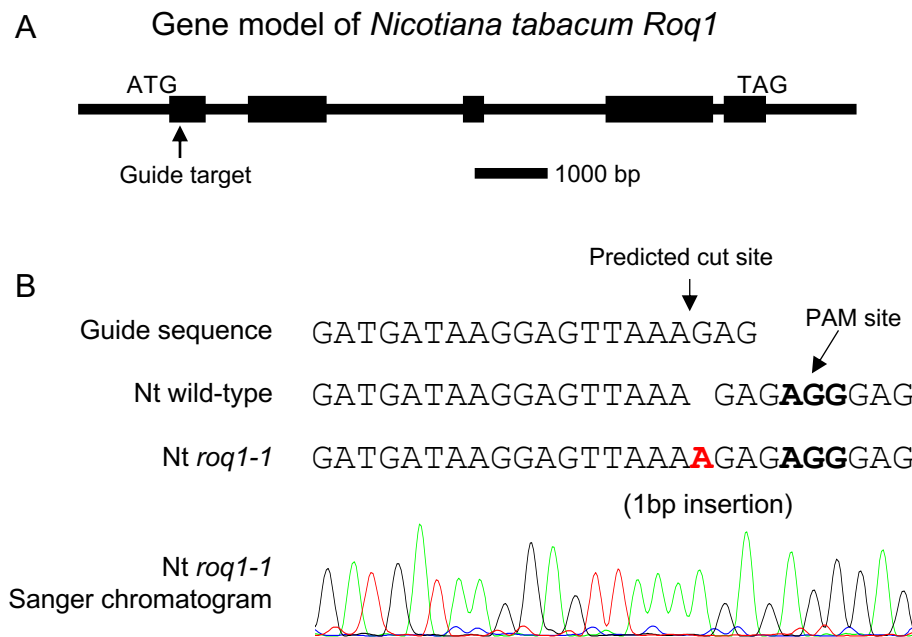 A
Gene model of Nicotiana tabacum Roq1
ATG
TAG
Guide target
1000 bp
B
Predicted cut site
PAM site
Guide sequence
GATGATAAGGAGTTAAAGAG
Nt wild-type
GATGATAAGGAGTTAAA GAGAGGGAG
Nt roq1-1
GATGATAAGGAGTTAAAAGAGAGGGAG
(1bp insertion)
Nt roq1-1
Sanger chromatogram